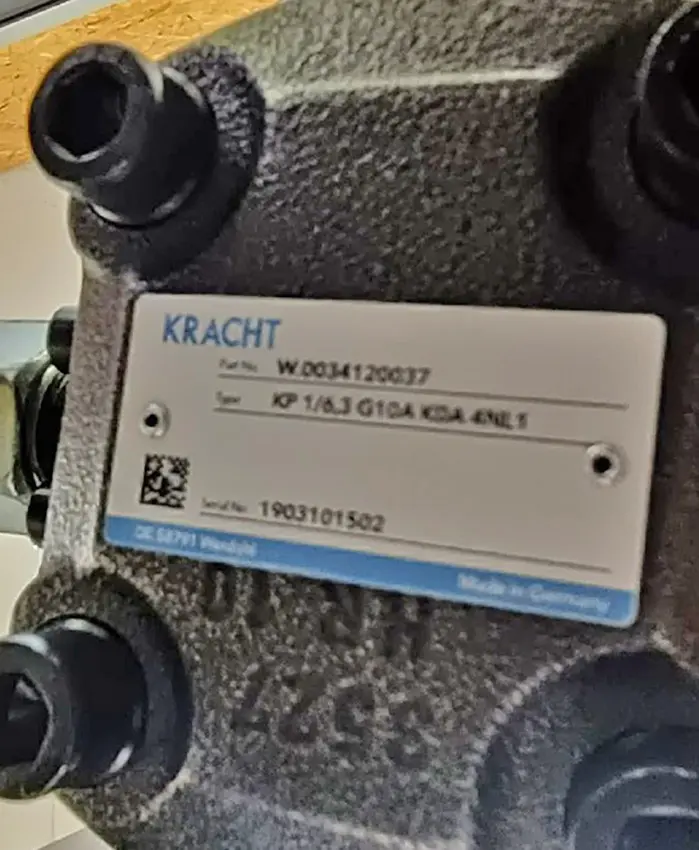 KRACHT
Part No. W.0034120037
Type KP 1/6,3 G10A K0A 4NL1
Serial No. 1903101502
DE 58791 Werdohl
Made in Germany